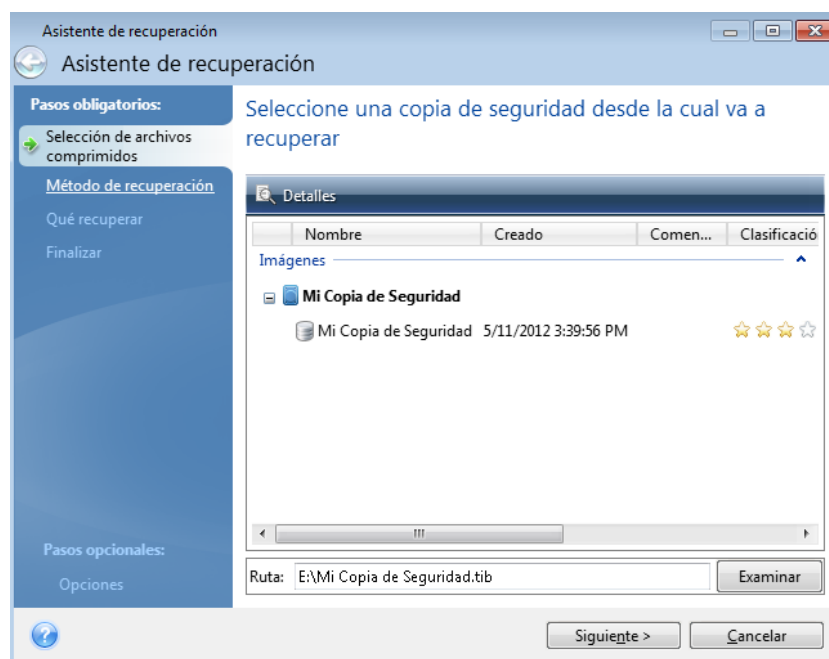 Asistente de recuperación
Asistente de recuperación
Pasos obligatorios:
Selección de archivos
comprimidos
Método de recuperación
Qué recuperar
Finalizar
Pasos opcionales:
Opciones
Seleccione una copia de seguridad desde la cual va a
recuperar
Detalles
Nombre Creado Comen... Clasificació
Imágenes
Mi Copia de Seguridad
Mi Copia de Seguridad 5/11/2012 3:39:56 PM
Ruta: E:\Mi Copia de Seguridad.tib Examinar
Siguiente > Cancelar